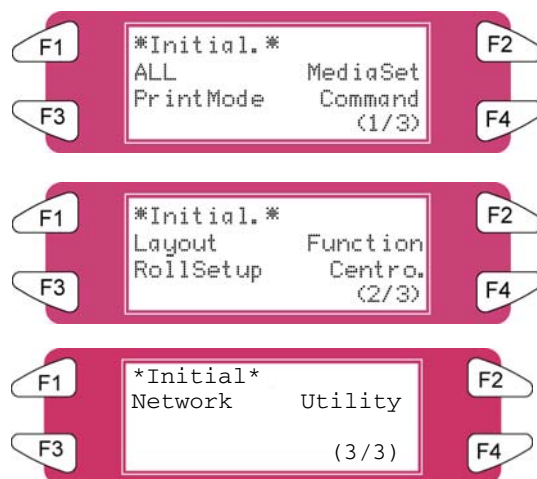 F1
*Initial.*
F2
ALL MediaSet
F3
PrintMode Command
F4
(1/3)
F1
*Initial.*
F2
Layout Function
F3
RollSetup Centro.
F4
(2/3)
F1
*Initial*
F2
Network Utility
F3
(3/3)
F4